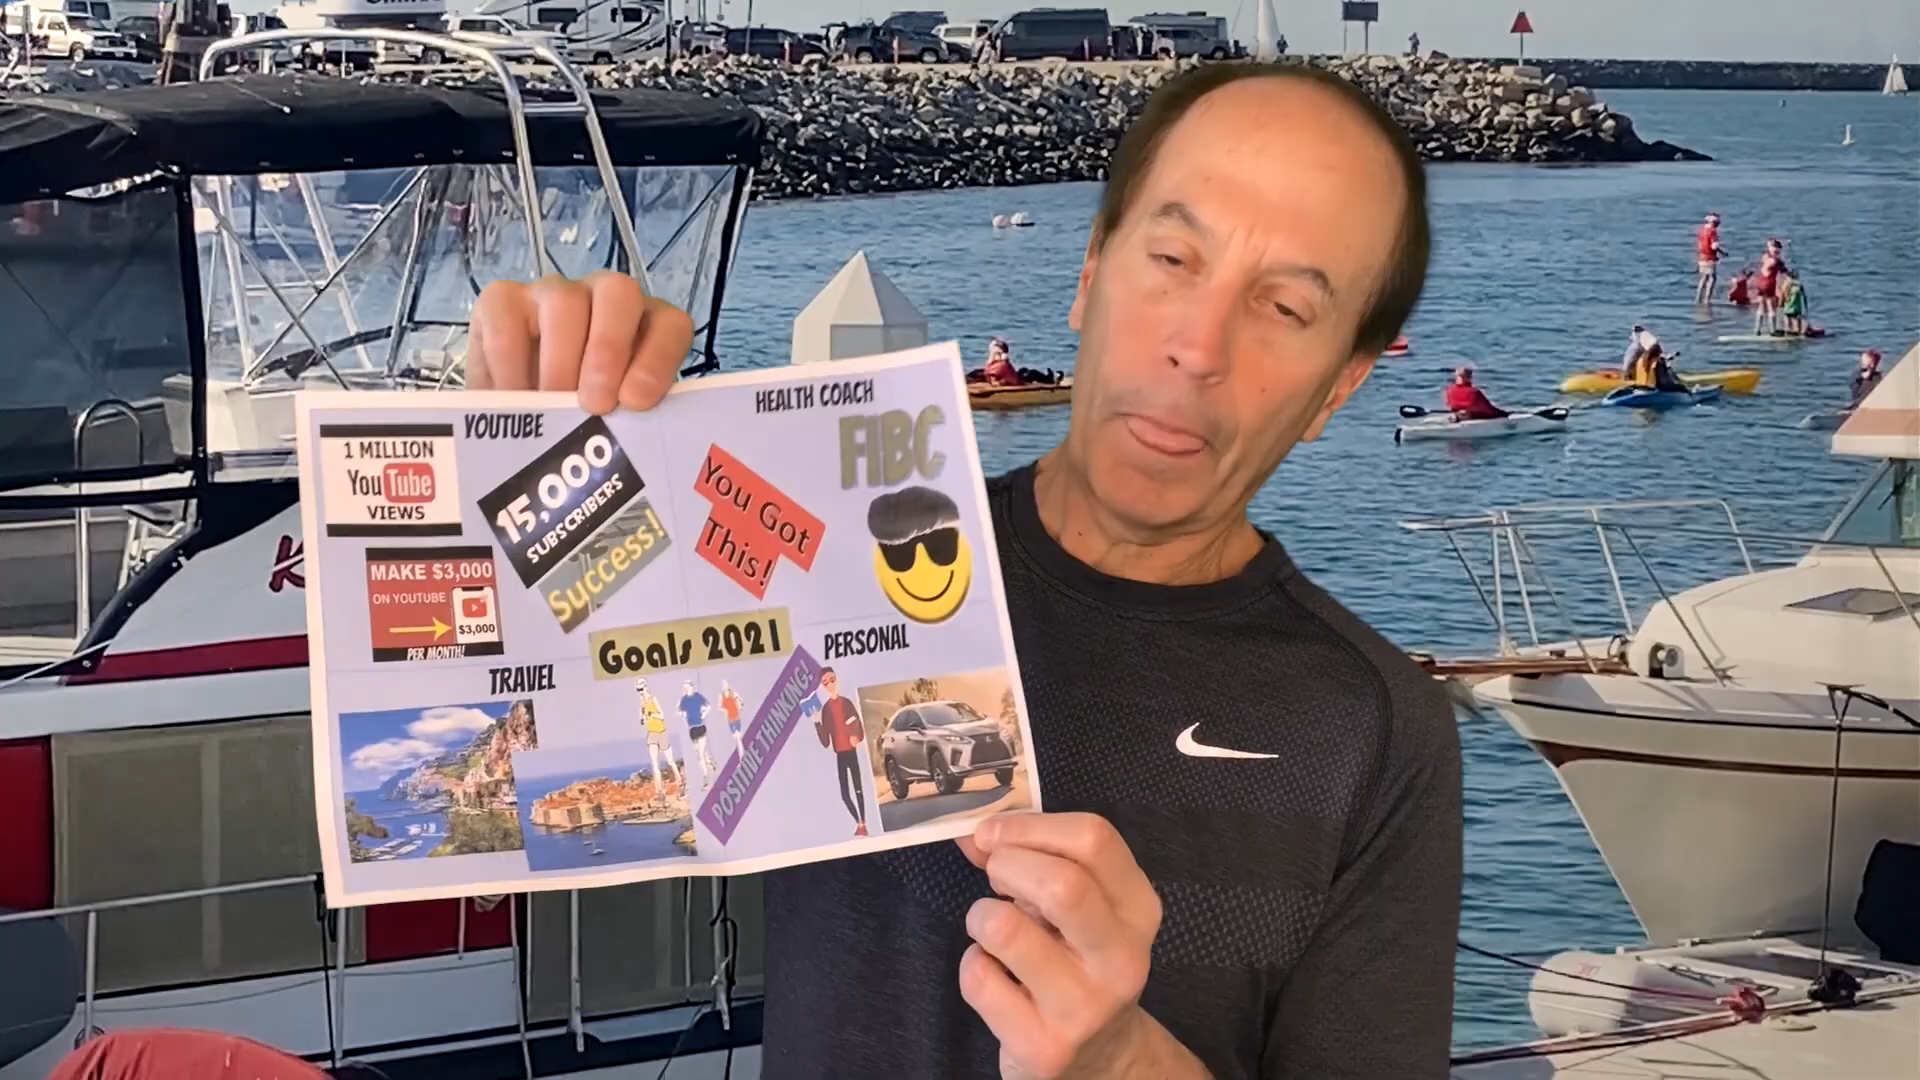 YOUTUBE
1 MILLION
YouTube
VIEWS
15,000
SUBSCRIBERS
Success!
MAKE $3,000
ON YOUTUBE
$3,000
PER MONTH!
HEALTH COACH
FIBC
You Got
This!
Goals 2021
TRAVEL
PERSONAL
POSITIVE THINKING!